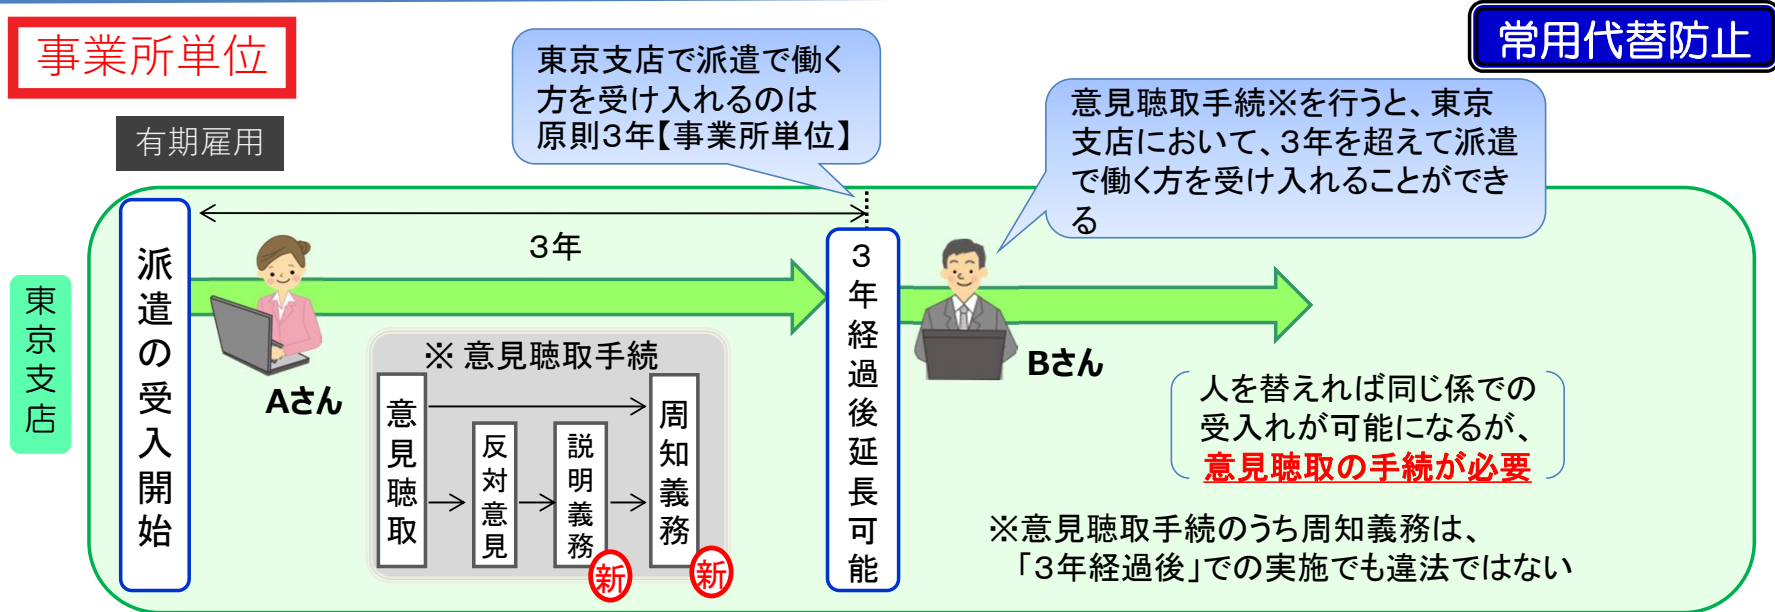 事業所単位
常用代替防止
有期雇用
東京支店で派遣で働く
方を受け入れるのは
原則3年【事業所単位】
意見聴取手続※を行うと、東京
支店において、3年を超えて派遣
で働く方を受け入れることができ
る
東京支店
派遣の受入開始
3年
Aさん
※ 意見聴取手続
意見聴取
反対意見
説明義務
新
周知義務
新
3年経過後延長可能
Bさん
人を替えれば同じ係での
受入れが可能になるが、
意見聴取の手続が必要
※意見聴取手続のうち周知義務は、
「3年経過後」での実施でも違法ではない